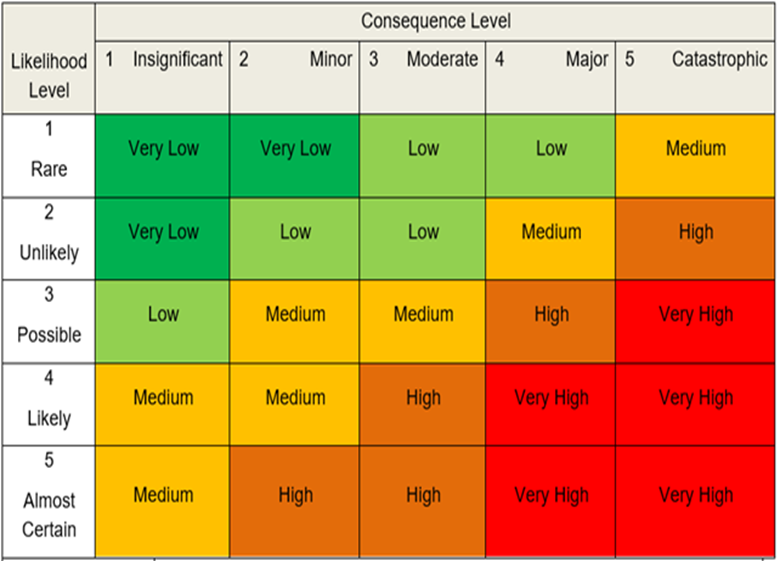 Consequence Level
Likelihood Level
1 Insignificant 2 Minor 3 Moderate 4 Major 5 Catastrophic
1 Rare Very Low Very Low Low Low Medium
2 Unlikely Very Low Low Low Medium High
3 Possible Low Medium Medium High Very High
4 Likely Medium Medium High Very High Very High
5 Almost Certain Medium High High Very High Very High